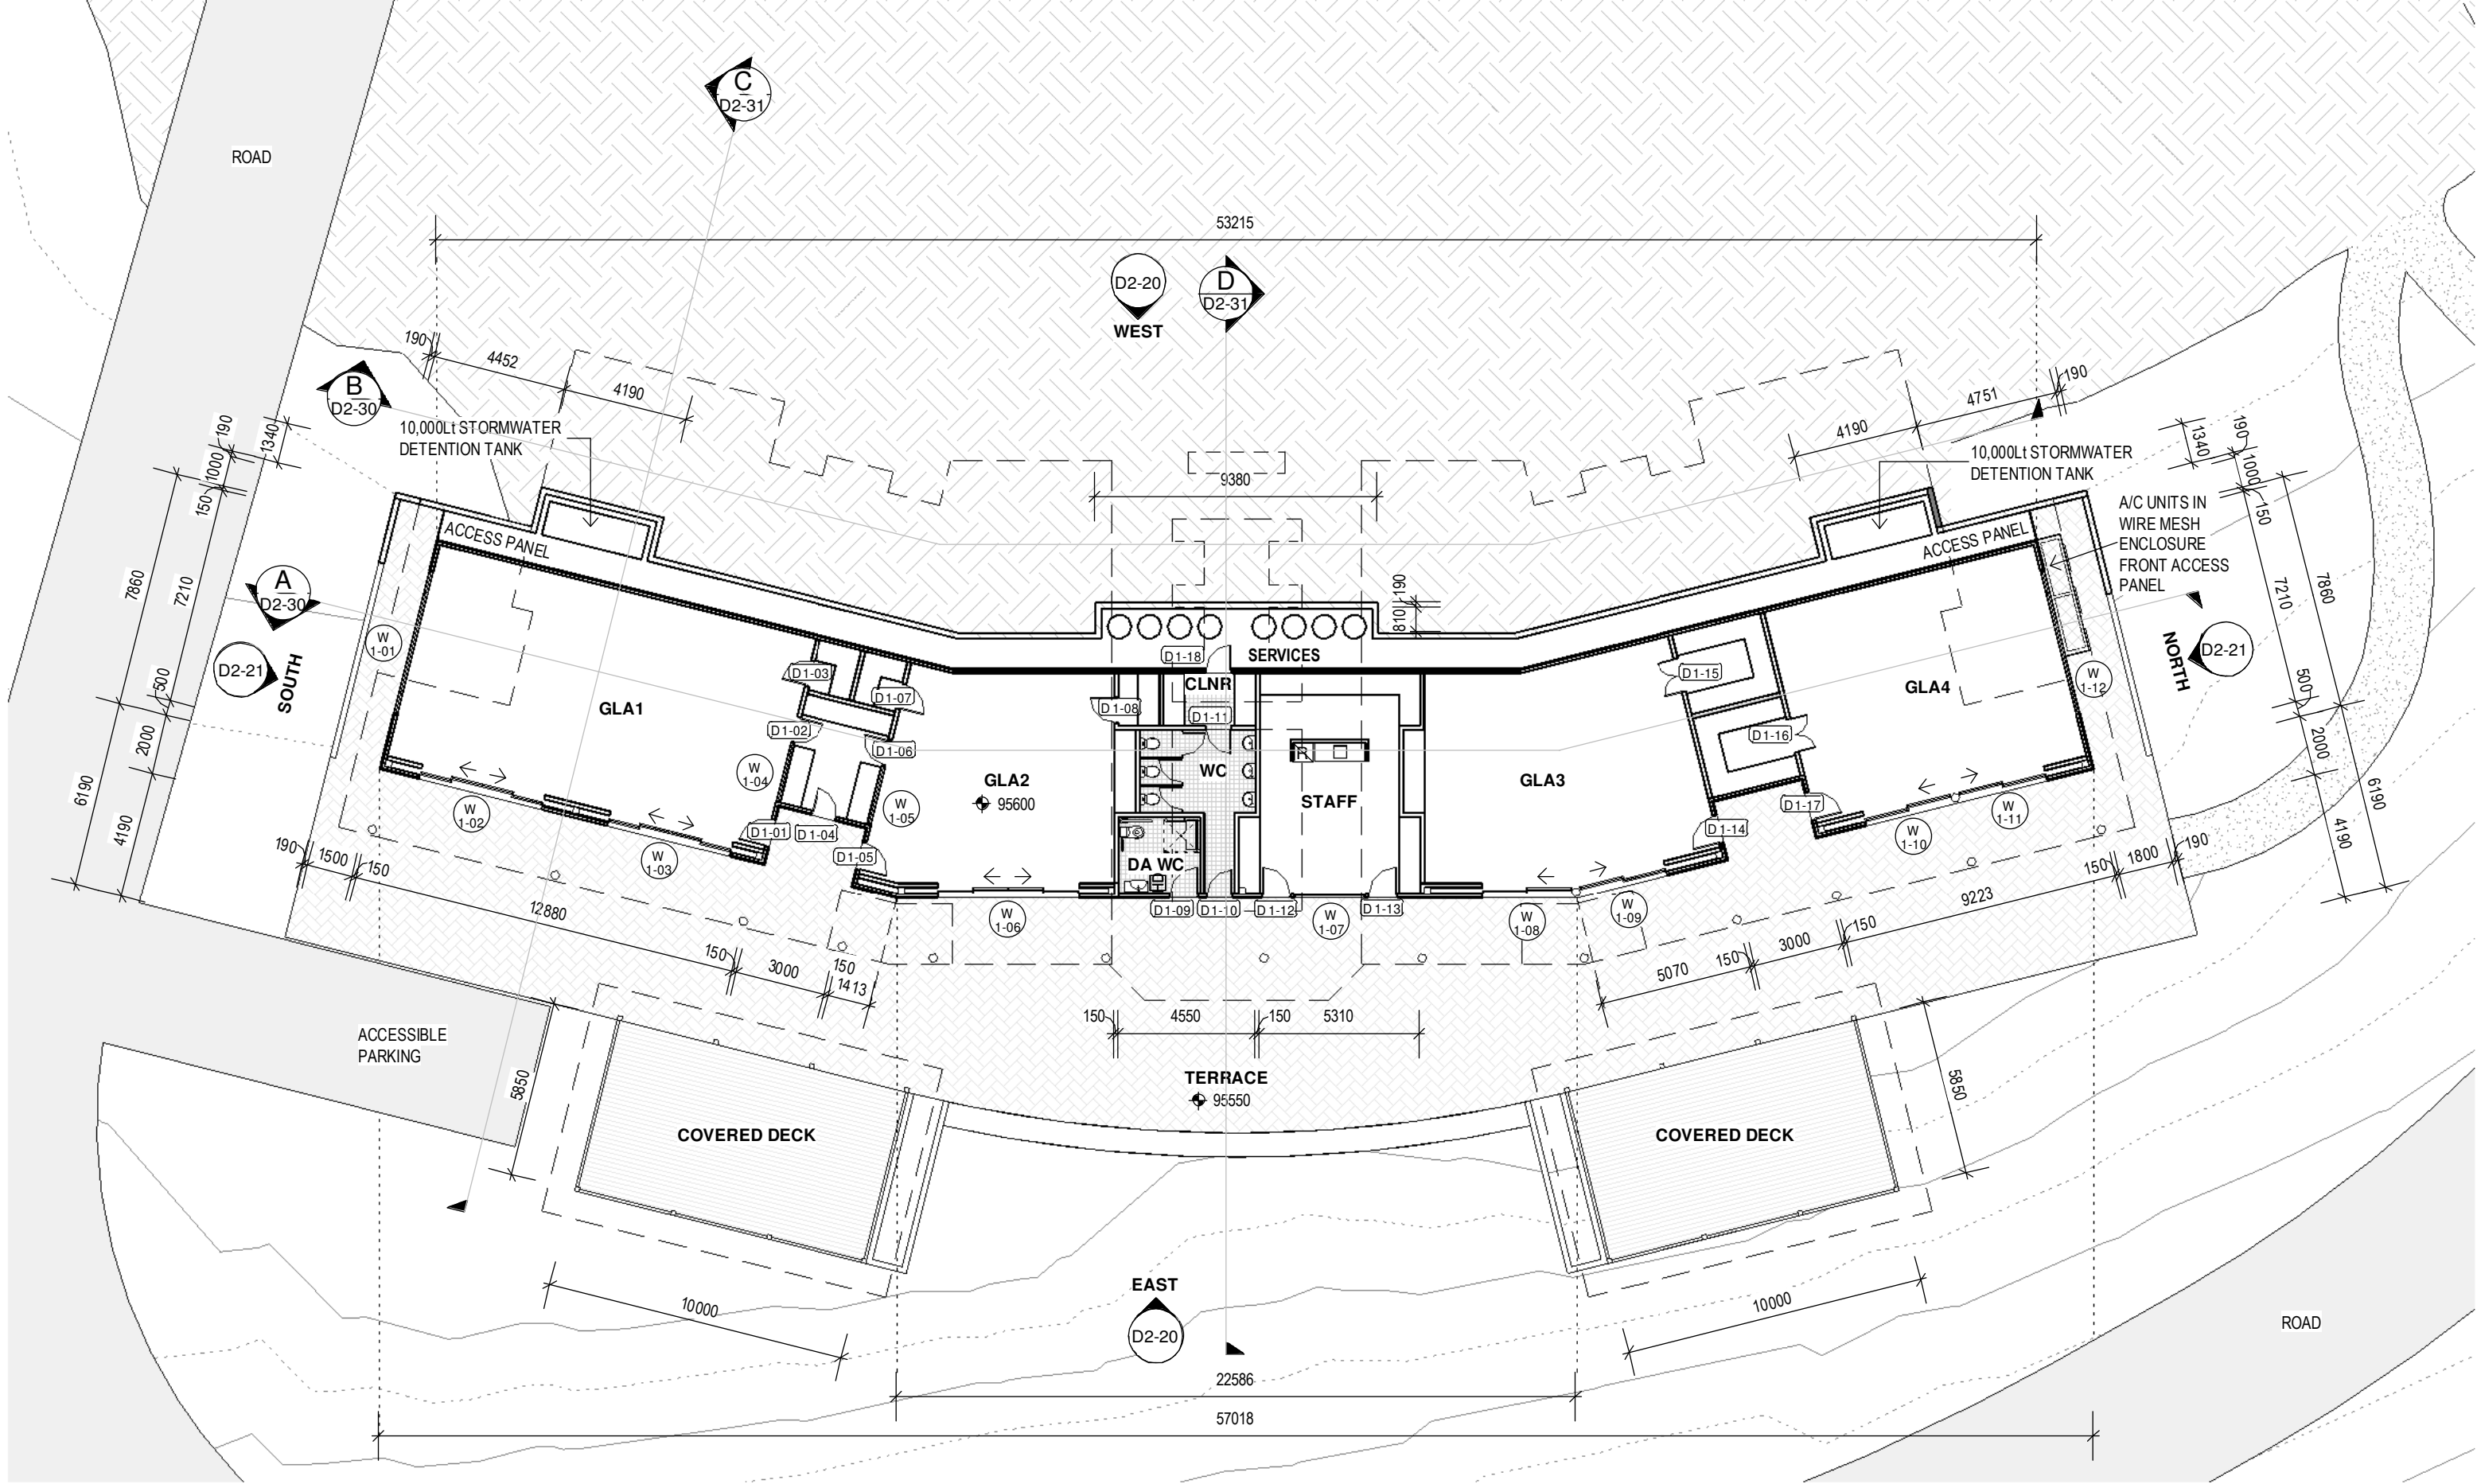 C
D2-31
ROAD
53215
D2-20
WEST
D
D2-31
190
4452
4190
B
D2-30
10,000Lt STORMWATER
DETENTION TANK
190
1340
1000
150
7860
7210
500
2000
6190
4190
A
D2-30
D2-21
SOUTH
ACCESS PANEL
9380
190
810
4751
190
4190
10,000Lt STORMWATER
DETENTION TANK
ACCESS PANEL
A/C UNITS IN
WIRE MESH
ENCLOSURE
FRONT ACCESS
PANEL
1340
190
1000
150
7210
7860
500
2000
6190
4190
NORTH
D2-21
W
1-01
GLA1
D1-03
D1-07
D1-02
D1-06
W
1-04
W
1-05
W
1-02
W
1-03
D1-01
D1-04
D1-05
GLA2
95600
D1-08
D1-18
SERVICES
CLNR
D1-11
WC
R
STAFF
DA WC
D1-09
D1-10
D1-12
D1-13
W
1-06
W
1-07
W
1-08
W
1-09
GLA3
D1-15
D1-16
D1-14
D1-17
GLA4
W
1-12
W
1-10
W
1-11
190
1500
150
12880
150
3000
150
1413
150
4550
150
5310
5070
150
3000
150
9223
150
1800
190
ACCESSIBLE
PARKING
5850
COVERED DECK
TERRACE
95550
COVERED DECK
5850
10000
EAST
D2-20
10000
ROAD
22586
57018